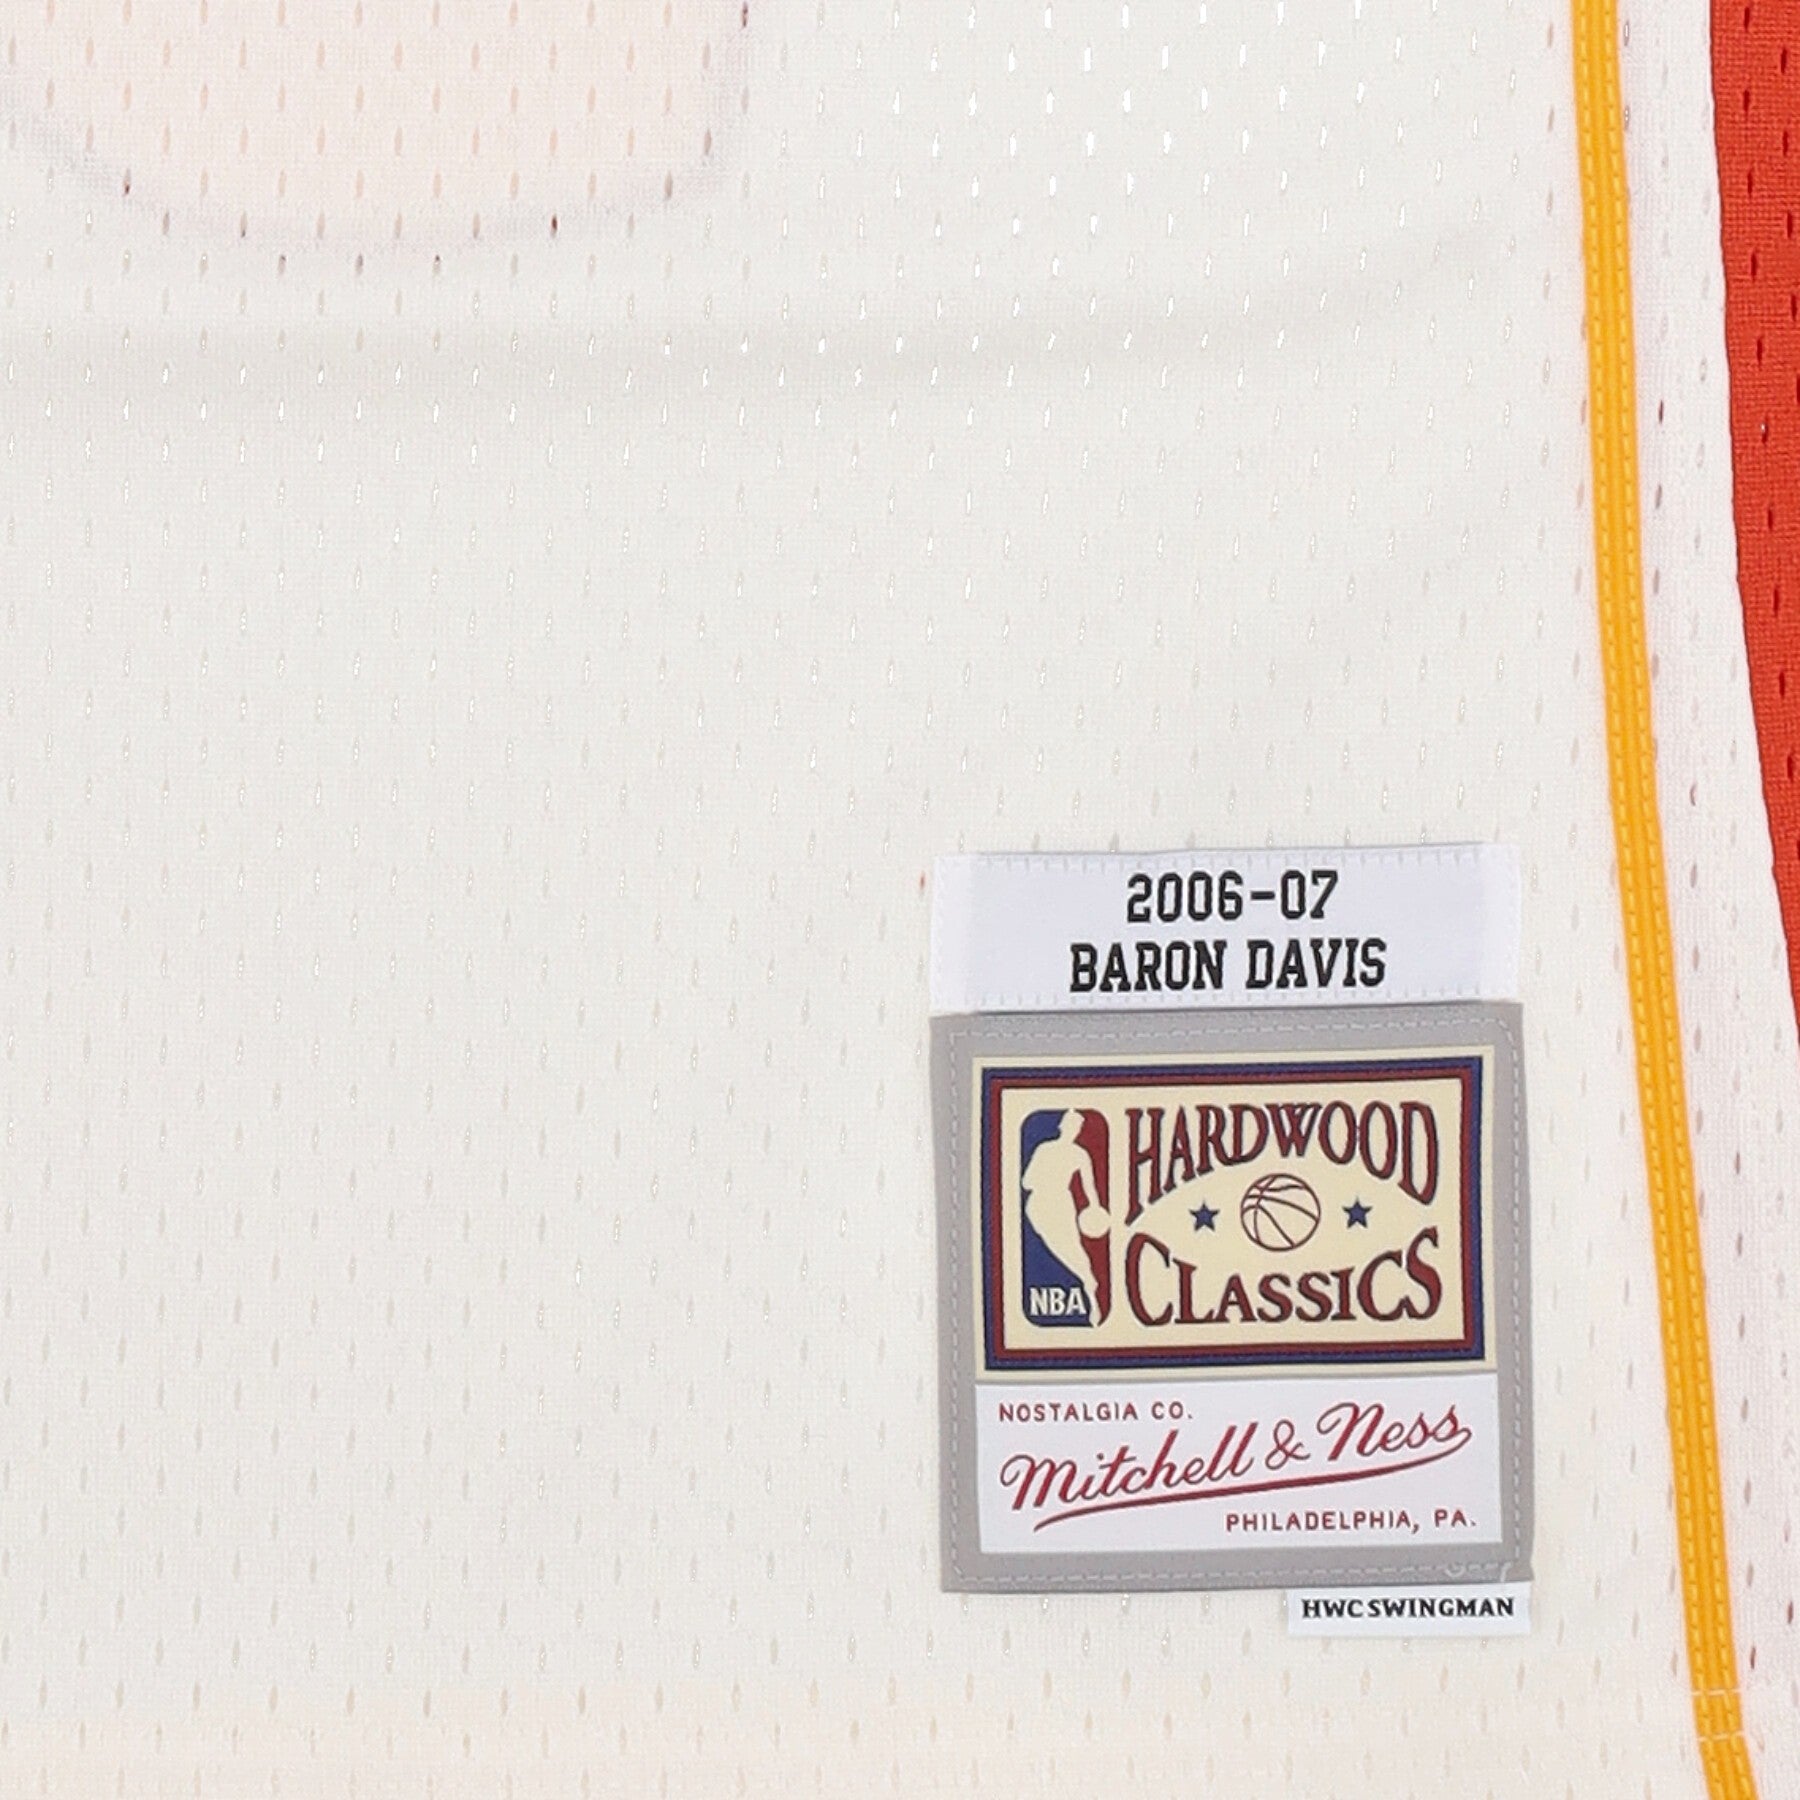 2006-07
BARON DAVIS
HARDWOOD
CLASSICS
NBA
NOSTALGIA CO.
Mitchell & Ness
PHILADELPHIA, PA.
HWC SWINGMAN